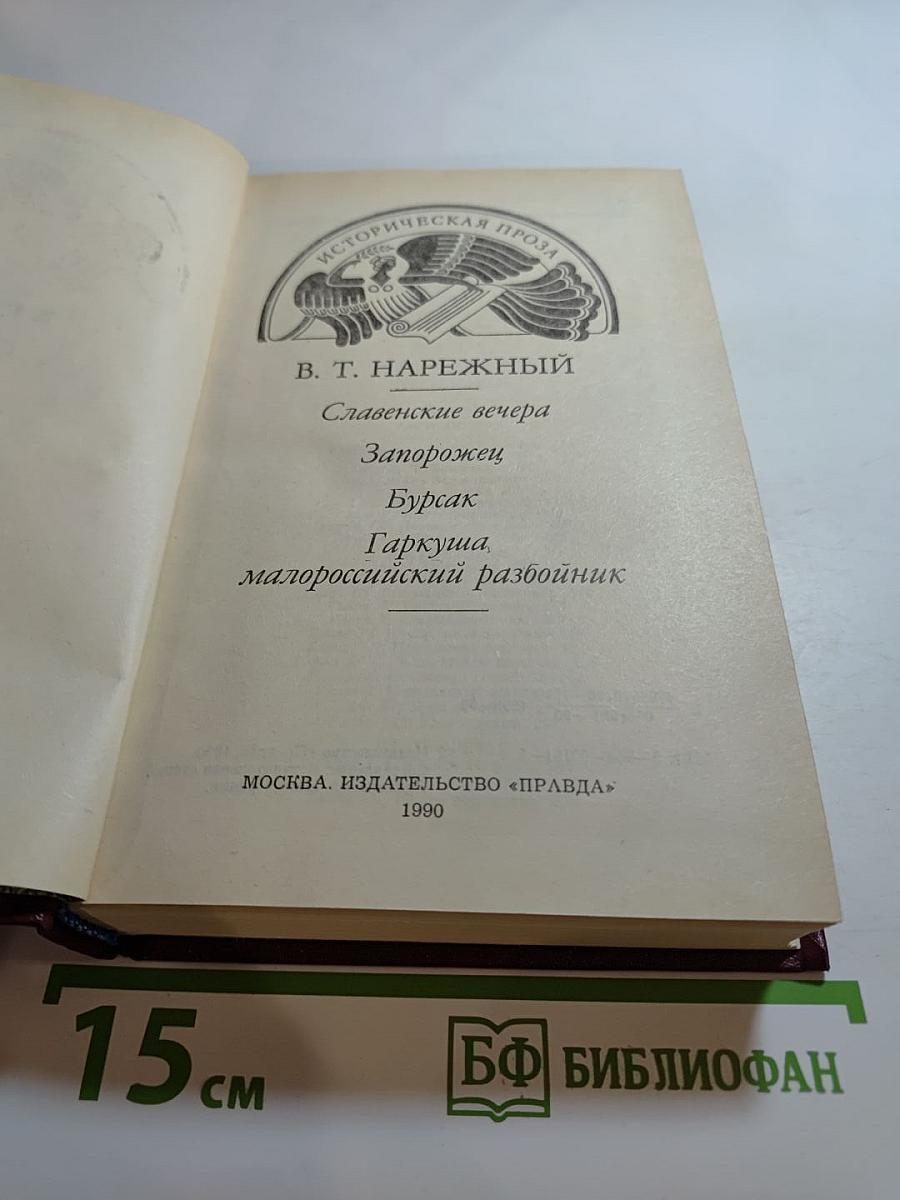 ИСТОРИЧЕСКАЯ ПРОЗА
В. Т. НАРЕЖНЫЙ
Славенские вечера
Запорожец
Бурсак
Гаркуша,
малороссийский разбойник
МОСКВА. ИЗДАТЕЛЬСТВО «ПРАВДА»
1990
15 см
БФ БИБЛИОФАН